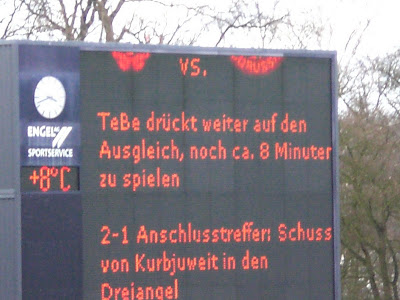 vs.
TeBe drückt weiter auf den
Ausgleich, noch ca. 8 Minuten
zu spielen
2-1 Anschlusstreffer: Schuss
von Kurbjuweit in den
Dreiangel
ENGEL
SPORTSERVICE
+8°C